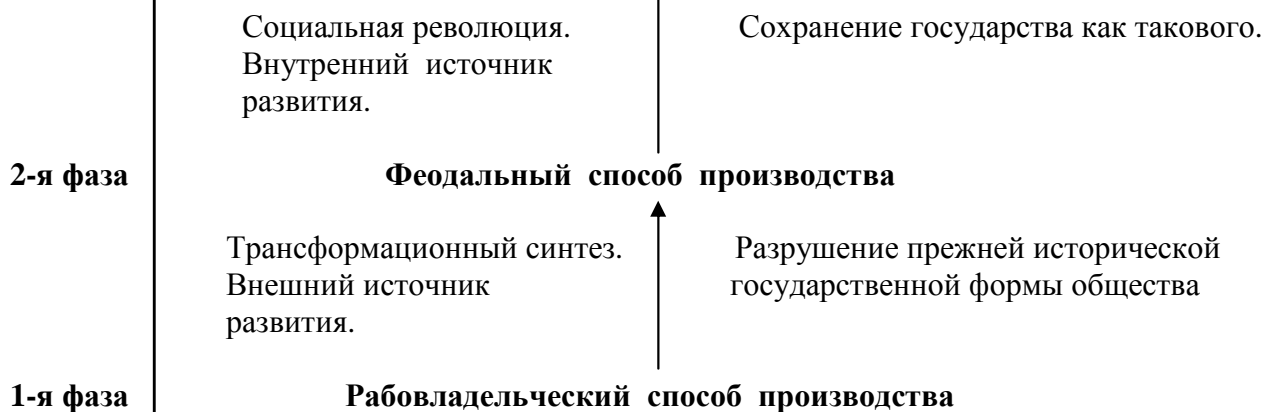 Социальная революция. Сохранение государства как такового.
Внутренний источник
развития.
2-я фаза Феодальный способ производства
Трансформационный синтез. Разрушение прежней исторической
Внешний источник государственной формы общества
развития.
1-я фаза Рабовладельческий способ производства